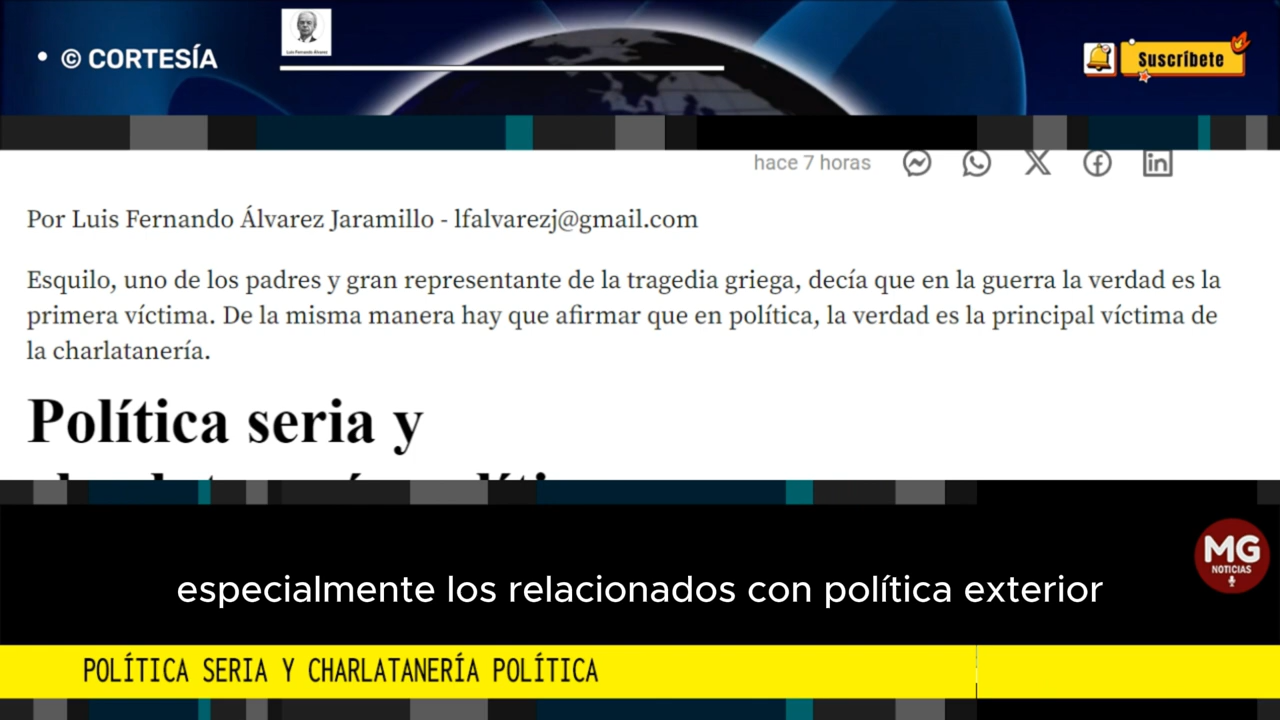 • © CORTESÍA
Luis Fernando Álvarez
Suscríbete
hace 7 horas
Por Luis Fernando Álvarez Jaramillo - lfalvarezj@gmail.com
Esquilo, uno de los padres y gran representante de la tragedia griega, decía que en la guerra la verdad es la
primera víctima. De la misma manera hay que afirmar que en política, la verdad es la principal víctima de
la charlatanería.
Política seria y
MG
NOTICIAS
especialmente los relacionados con política exterior
POLÍTICA SERIA Y CHARLATANERÍA POLÍTICA